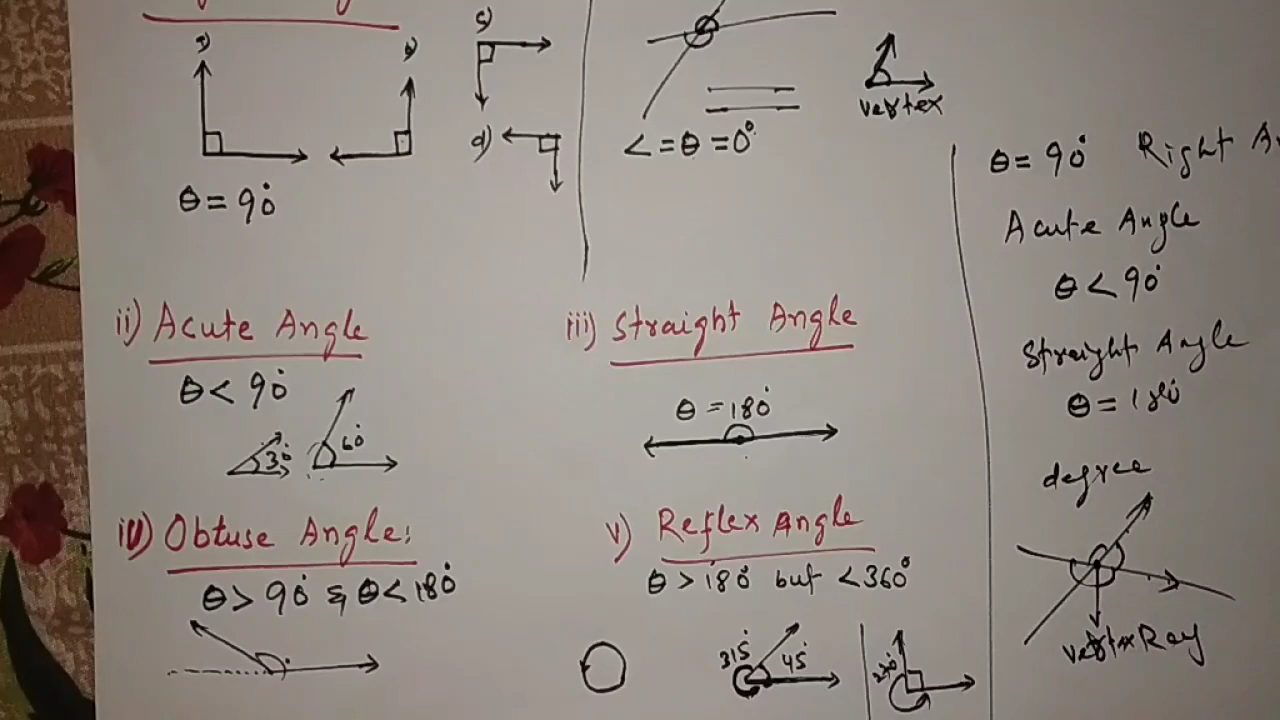 c)
d)
θ = 90°
∠ = θ = 0°
vertex
ii) Acute Angle
θ < 90°
30°
60°
iii) Straight Angle
θ = 180°
iv) Obtuse Angle:
θ > 90° & θ < 180°
v) Reflex Angle
θ > 180° but < 360°
315° 45°
270°
θ = 90° Right
Acute Angle
θ < 90°
Straight Angle
θ = 180°
degree
vertex Ray